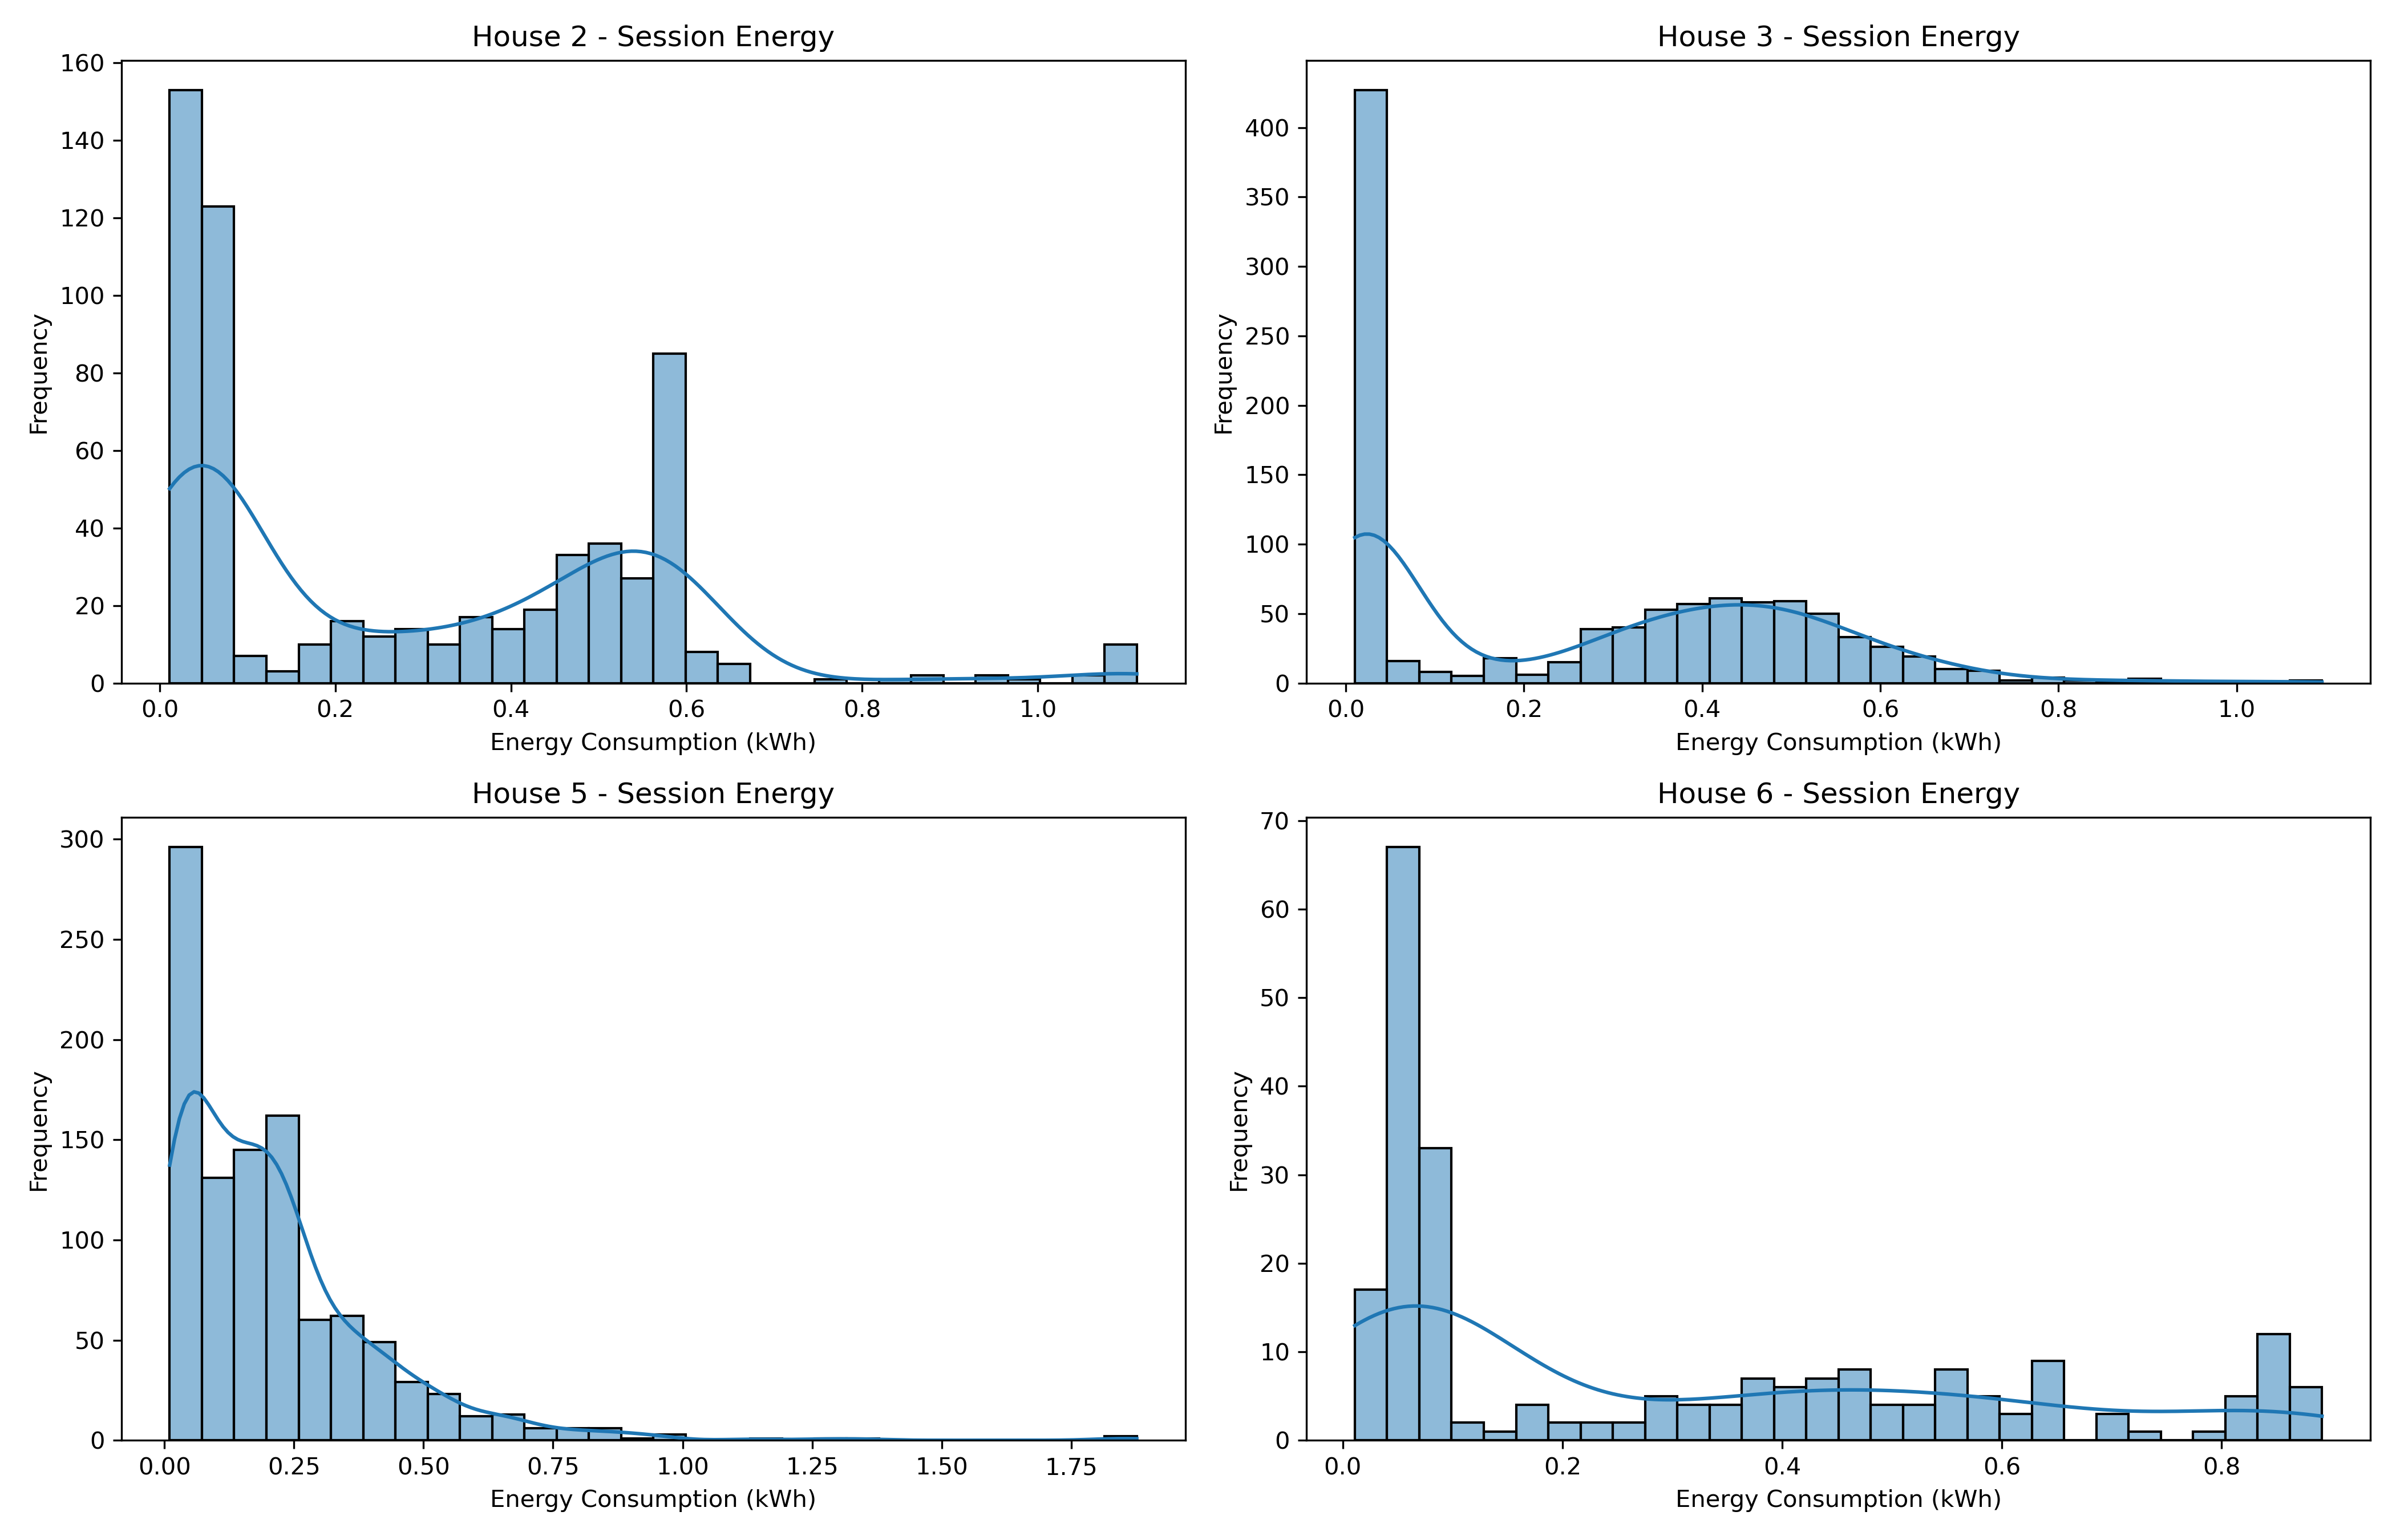 House 2 - Session Energy
160
140
120
100
80
60
40
20
0
Frequency
0.0 0.2 0.4 0.6 0.8 1.0
Energy Consumption (kWh)
House 3 - Session Energy
400
350
300
250
200
150
100
50
0
Frequency
0.0 0.2 0.4 0.6 0.8 1.0
Energy Consumption (kWh)
House 5 - Session Energy
300
250
200
150
100
50
0
Frequency
0.00 0.25 0.50 0.75 1.00 1.25 1.50 1.75
Energy Consumption (kWh)
House 6 - Session Energy
70
60
50
40
30
20
10
0
Frequency
0.0 0.2 0.4 0.6 0.8
Energy Consumption (kWh)